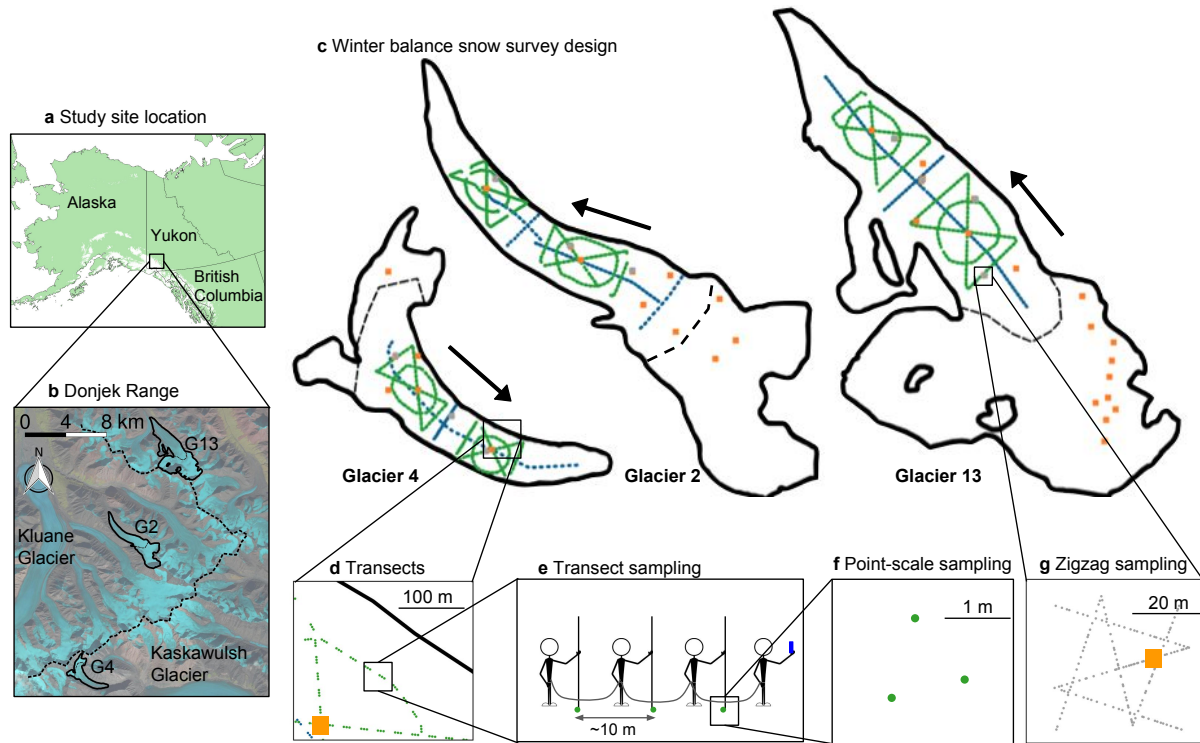 c Winter balance snow survey design
a Study site location
Alaska
Yukon
British
Columbia
b Donjek Range
0 4 8 km
N
G13
G2
Kluane
Glacier
G4
Kaskawulsh
Glacier
Glacier 4
Glacier 2
Glacier 13
d Transects
100 m
e Transect sampling
~10 m
f Point-scale sampling
1 m
g Zigzag sampling
20 m